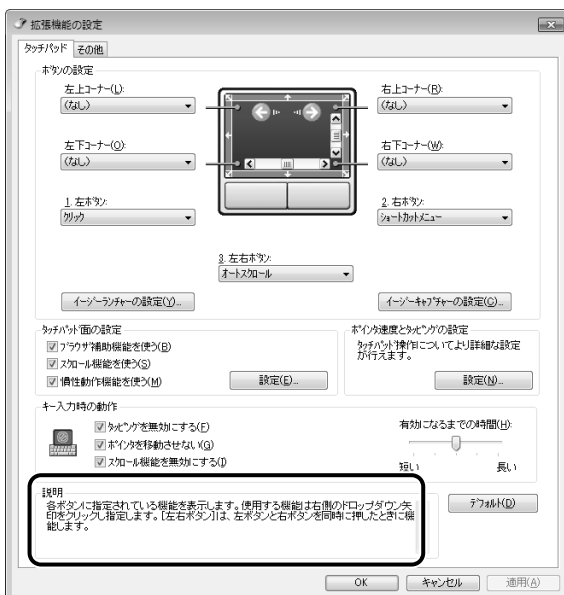 拡張機能の設定
タッチパッド その他
ボタンの設定
左上コーナー(L):
右上コーナー(R):
(なし)
(なし)
左下コーナー(O):
右下コーナー(W):
(なし)
(なし)
1. 左ボタン:
2. 右ボタン:
クリック
ショートカットメニュー
3. 左右ボタン:
オートスクロール
イージーランチャーの設定(Y)...
イージーキャプチャーの設定(C)...
タッチパッド面の設定
ブラウザ補助機能を使う(B)
スクロール機能を使う(S)
慣性動作機能を使う(M)
設定(E)...
ポインタ速度とタッピングの設定
タッチパッド操作についてより詳細な設定
が行えます。
設定(N)...
キー入力時の動作
タッピングを無効にする(F)
ポインタを移動させない(G)
スクロール機能を無効にする(I)
有効になるまでの時間(H):
短い
長い
説明
各ボタンに指定されている機能を表示します。使用する機能は右側のドロップダウン矢
印をクリックし指定します。[左右ボタン]は、左ボタンと右ボタンを同時に押したときに機
能します。
デフォルト(D)
OK
キャンセル
適用(A)